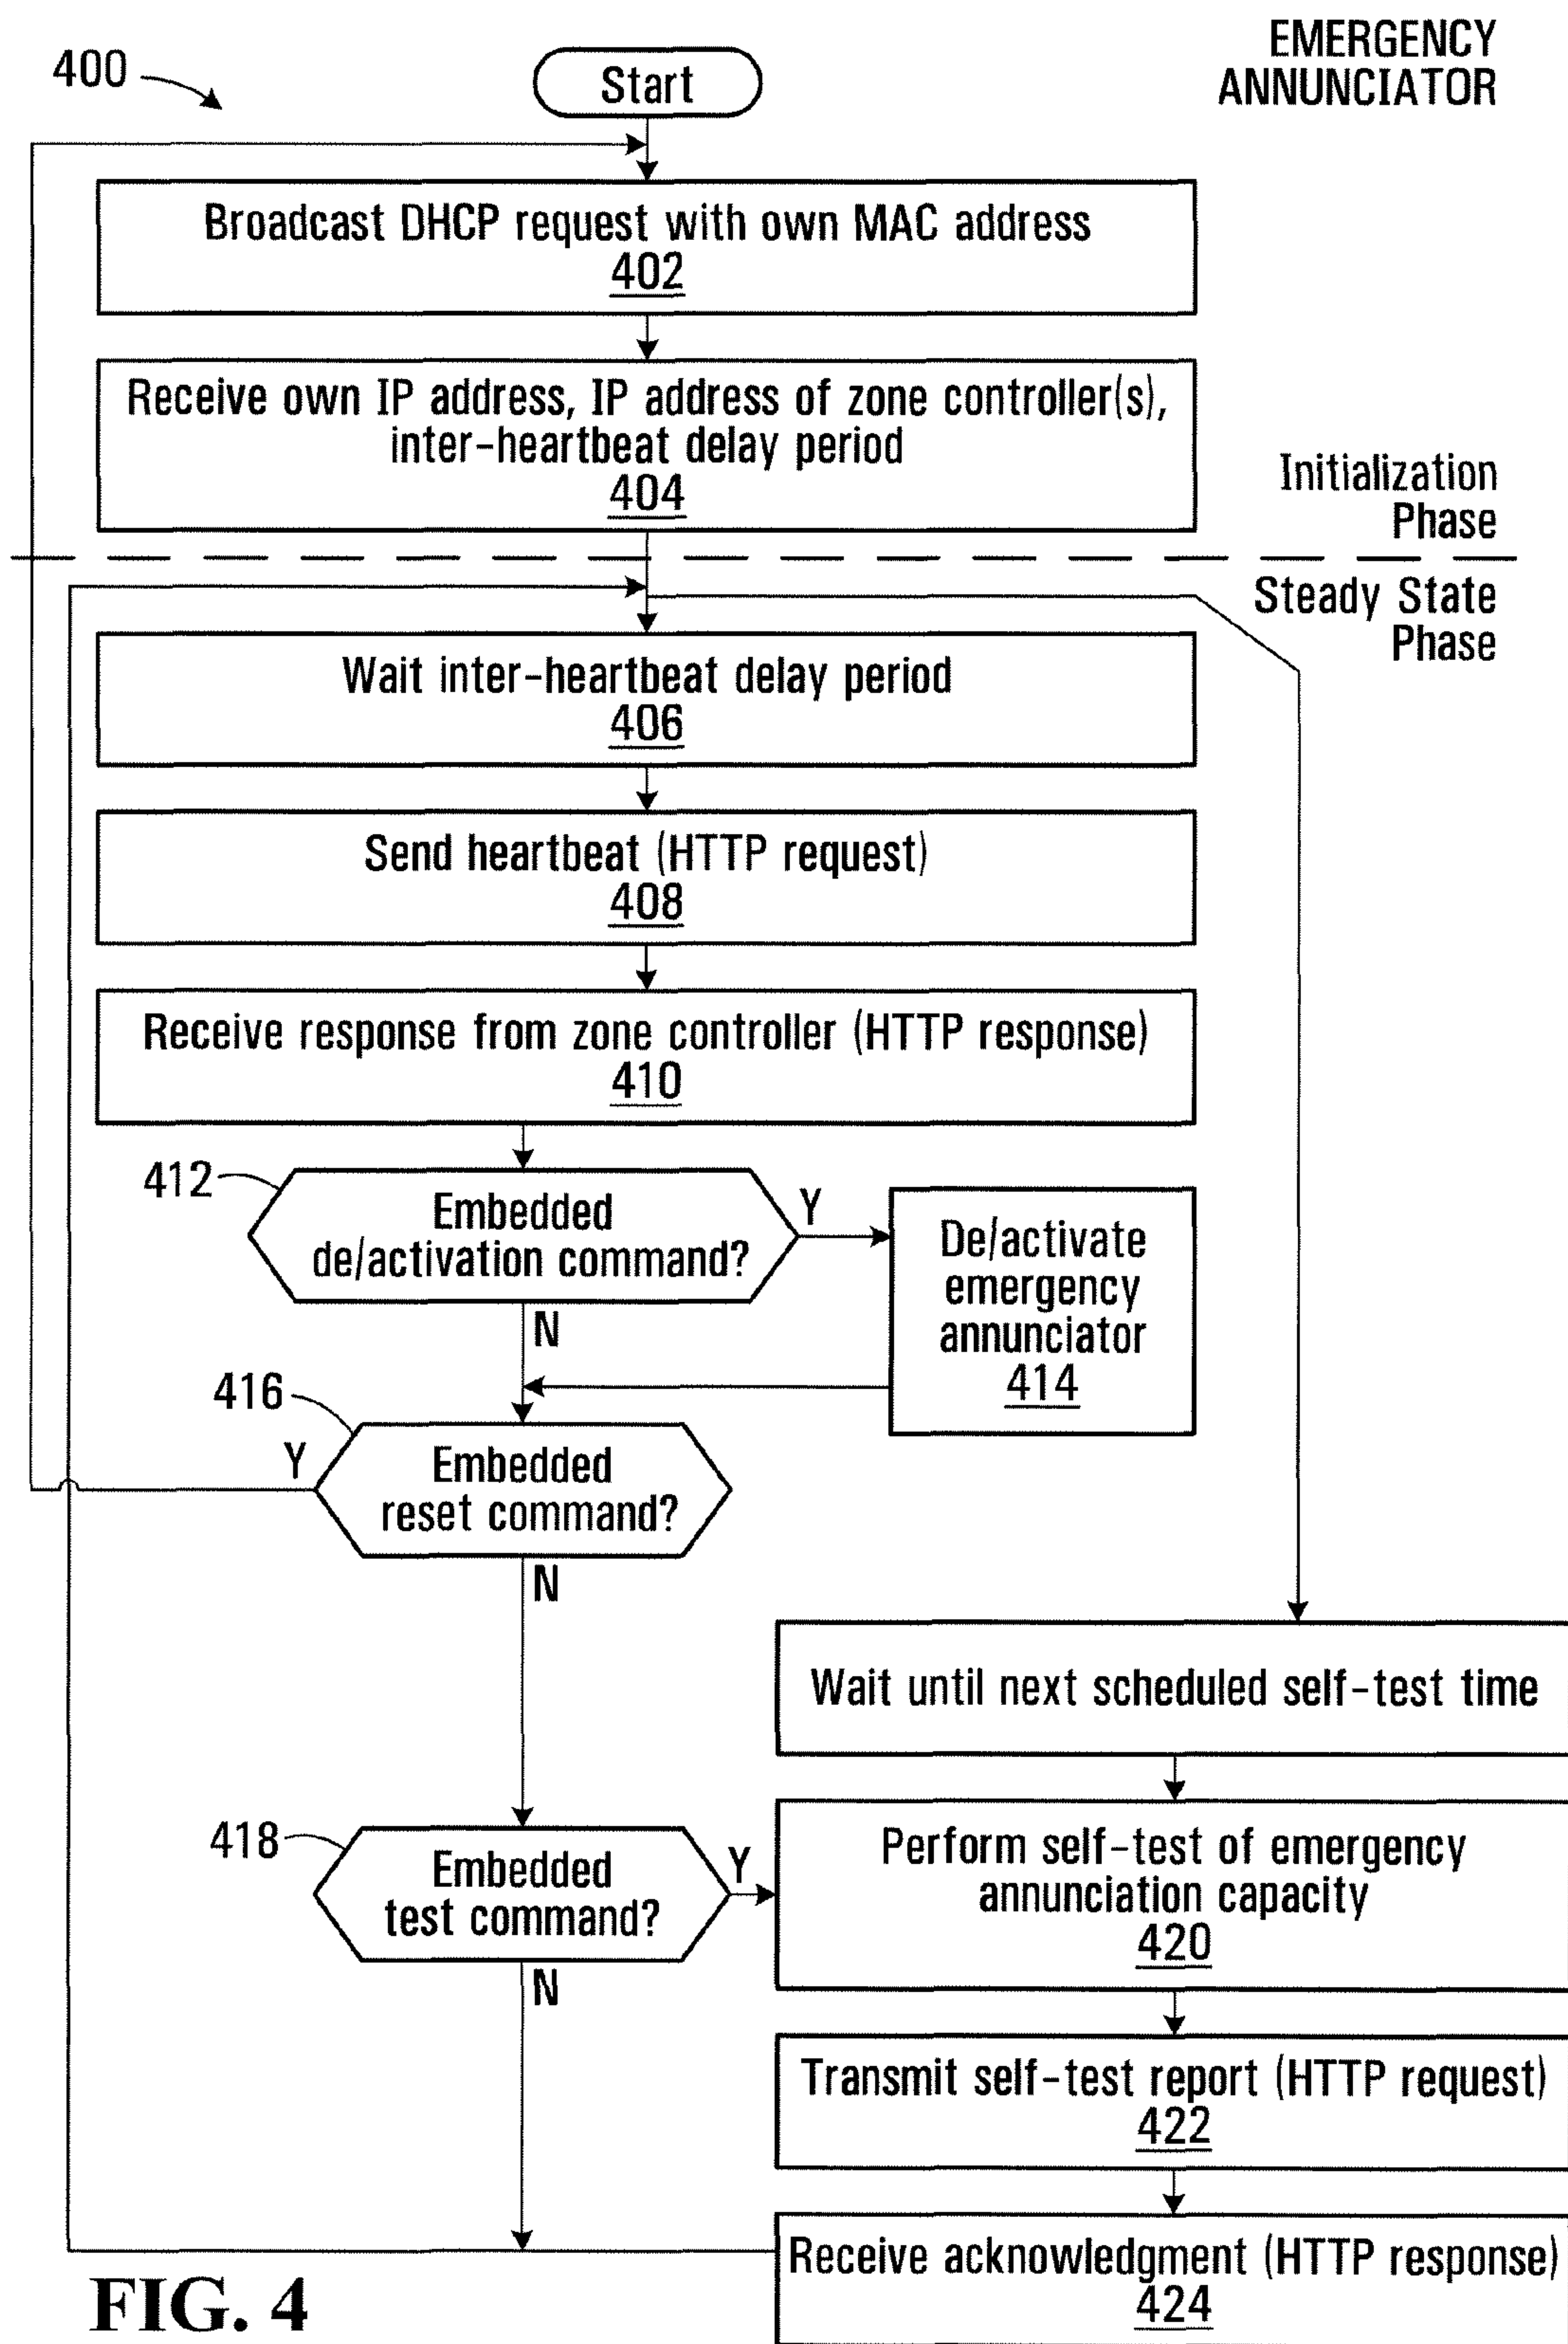 400
Start
EMERGENCY
ANNUNCIATOR
Broadcast DHCP request with own MAC address
402
Receive own IP address, IP address of zone controller(s),
inter-heartbeat delay period
404
Initialization
Phase
Steady State
Phase
Wait inter-heartbeat delay period
406
Send heartbeat (HTTP request)
408
Receive response from zone controller (HTTP response)
410
412
Embedded
de/activation command?
Y
N
De/activate
emergency
annunciator
414
416
Y
Embedded
reset command?
N
Wait until next scheduled self-test time
418
Embedded
test command?
Y
N
Perform self-test of emergency
annunciation capacity
420
Transmit self-test report (HTTP request)
422
Receive acknowledgment (HTTP response)
424
FIG. 4